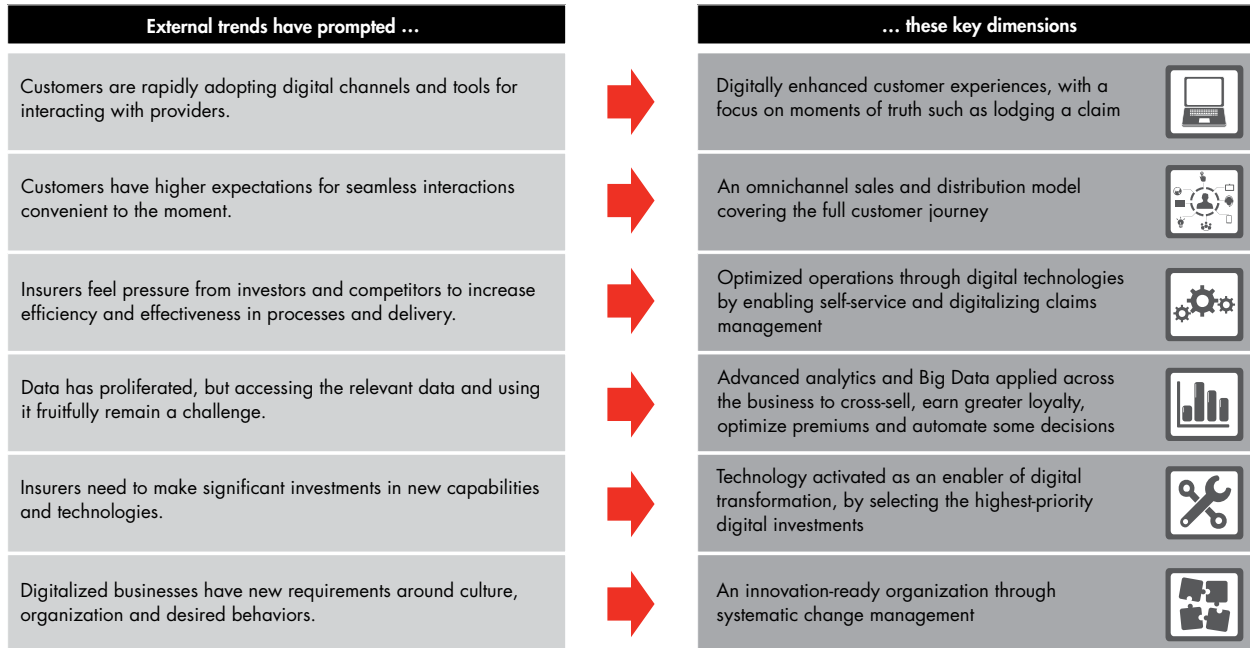 External trends have prompted …
… these key dimensions
Customers are rapidly adopting digital channels and tools for
interacting with providers.
Digitally enhanced customer experiences, with a
focus on moments of truth such as lodging a claim
Customers have higher expectations for seamless interactions
convenient to the moment.
An omnichannel sales and distribution model
covering the full customer journey
Insurers feel pressure from investors and competitors to increase
efficiency and effectiveness in processes and delivery.
Optimized operations through digital technologies
by enabling self-service and digitalizing claims
management
Data has proliferated, but accessing the relevant data and using
it fruitfully remain a challenge.
Advanced analytics and Big Data applied across
the business to cross-sell, earn greater loyalty,
optimize premiums and automate some decisions
Insurers need to make significant investments in new capabilities
and technologies.
Technology activated as an enabler of digital
transformation, by selecting the highest-priority
digital investments
Digitalized businesses have new requirements around culture,
organization and desired behaviors.
An innovation-ready organization through
systematic change management